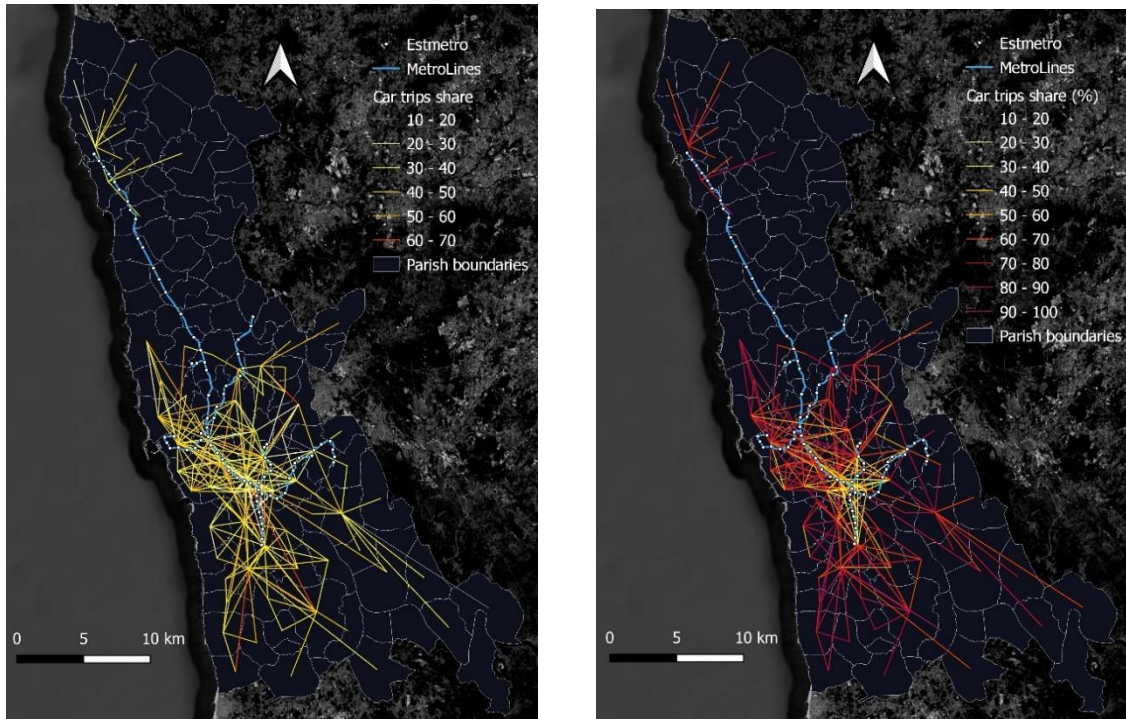 Estmetro
MetroLines
Car trips share
10 - 20
20 - 30
30 - 40
40 - 50
50 - 60
60 - 70
Parish boundaries
0 5 10 km
Estmetro
MetroLines
Car trips share (%)
10 - 20
20 - 30
30 - 40
40 - 50
50 - 60
60 - 70
70 - 80
80 - 90
90 - 100
Parish boundaries
0 5 10 km